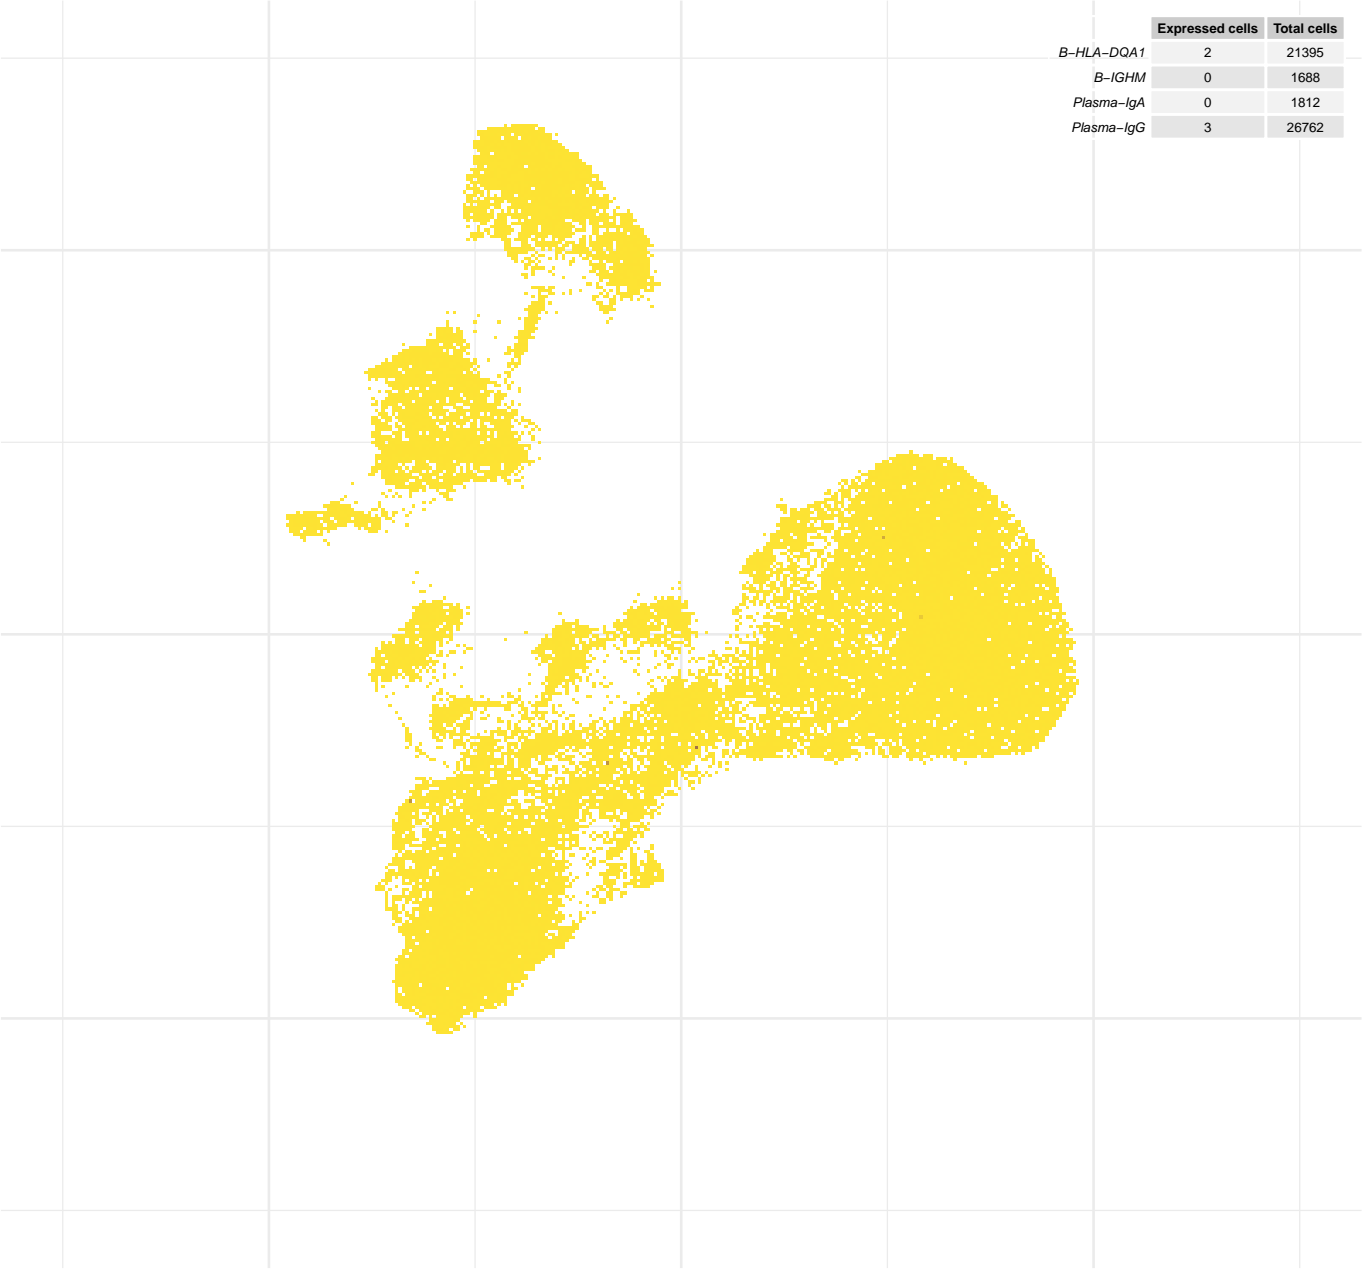 Expressed cells Total cells
B−HLA−DQA1 2 21395
B−IGHM 0 1688
Plasma−IgA 0 1812
Plasma−IgG 3 26762